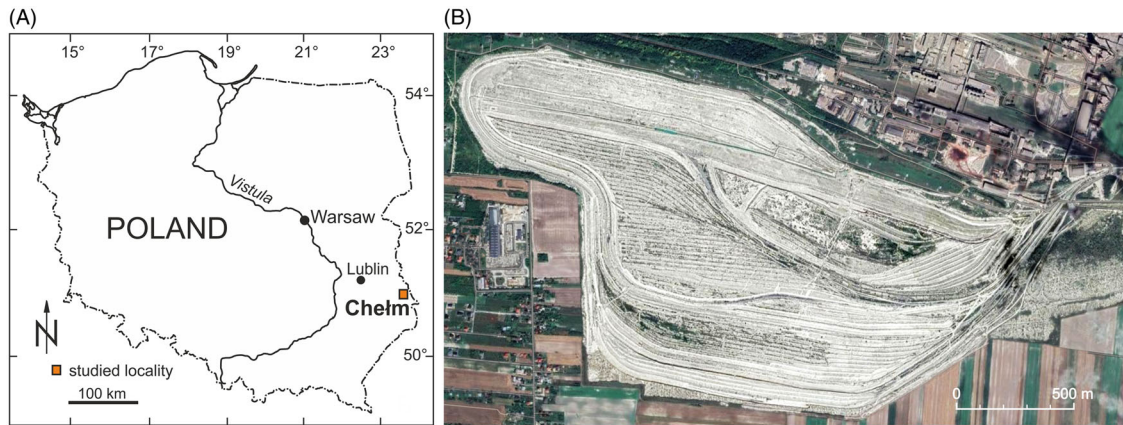 (A)
(B)
15° 17° 19° 21° 23°
54°
Vistula
POLAND
Warsaw
52°
Lublin
Chełm
N
50°
studied locality
100 km
0 500 m